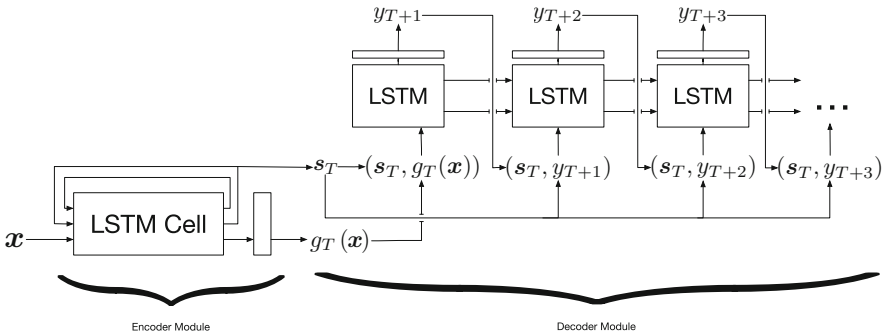 y_{T+1} y_{T+2} y_{T+3}
LSTM LSTM LSTM
...
s_T (s_T, g_T(x)) (s_T, y_{T+1}) (s_T, y_{T+2}) (s_T, y_{T+3})
LSTM Cell
x g_T (x)
Encoder Module Decoder Module